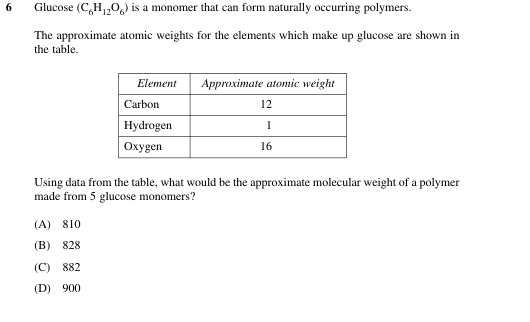 6 Glucose (C₆H₁₂O₆) is a monomer that can form naturally occurring polymers.
The approximate atomic weights for the elements which make up glucose are shown in
the table.
Element Approximate atomic weight
Carbon 12
Hydrogen 1
Oxygen 16
Using data from the table, what would be the approximate molecular weight of a polymer
made from 5 glucose monomers?
(A) 810
(B) 828
(C) 882
(D) 900